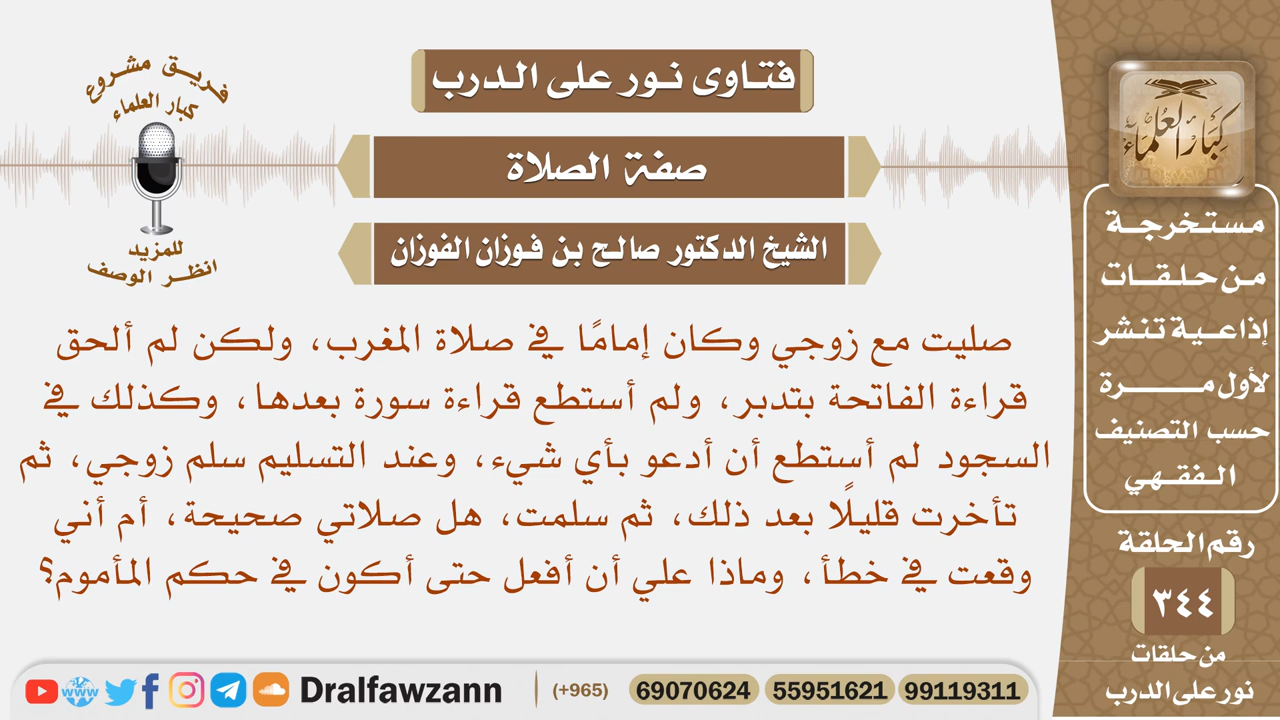 فتاوى نور على الدرب
صفة الصلاة
الشيخ الدكتور صالح بن فوزان الفوزان
فريق مشروع
كبار العلماء
للمزيد
انظر الوصف
صليت مع زوجي وكان إمامًا في صلاة المغرب، ولكن لم ألحق
قراءة الفاتحة بتدبر، ولم أستطع قراءة سورة بعدها، وكذلك في
السجود لم أستطع أن أدعو بأي شيء، وعند التسليم سلم زوجي، ثم
تأخرت قليلًا بعد ذلك، ثم سلمت، هل صلاتي صحيحة، أم أني
وقعت في خطأ، وماذا علي أن أفعل حتى أكون في حكم المأموم؟
كبار العلماء
مستخرجة
من حلقات
إذاعية تنشر
لأول مرة
حسب التصنيف
الفقهي
رقم الحلقة
٣٤٤
من حلقات
نور على الدرب
www
Dralfawzann
(+965)
69070624
55951621
99119311